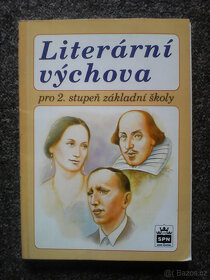 Literární
výchova
pro 2. stupeň základní školy
SPN